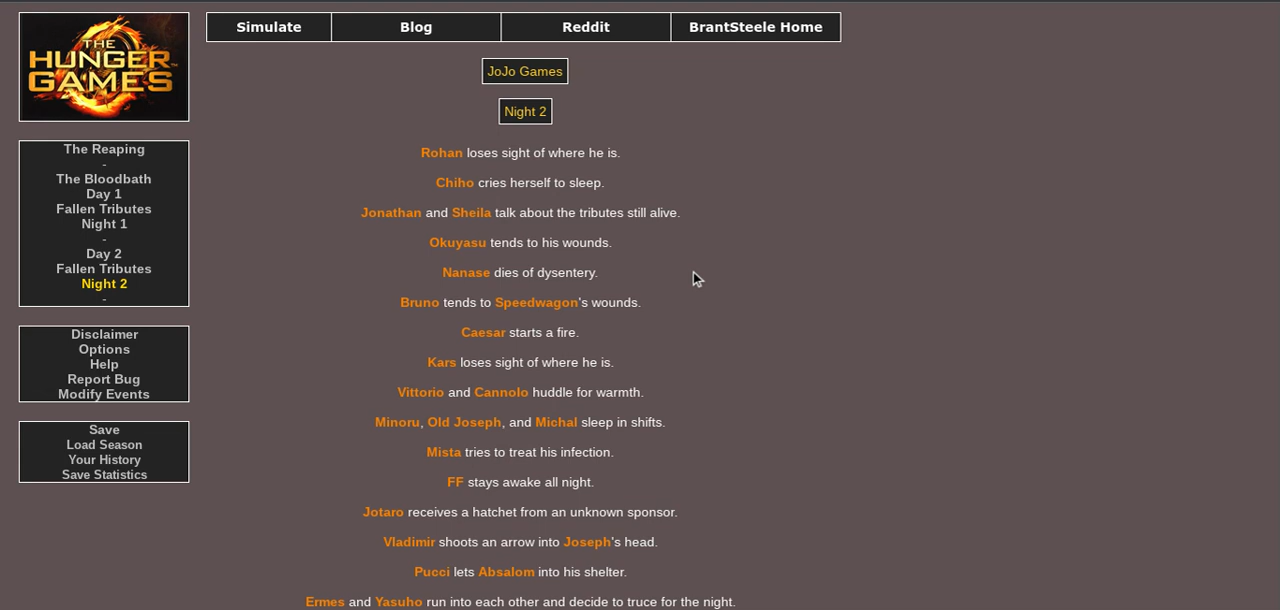 THE
HUNGER
GAMES
Simulate
Blog
Reddit
BrantSteele Home
The Reaping
-
The Bloodbath
Day 1
Fallen Tributes
Night 1
-
Day 2
Fallen Tributes
Night 2
-
Disclaimer
Options
Help
Report Bug
Modify Events
Save
Load Season
Your History
Save Statistics
JoJo Games
Night 2
Rohan loses sight of where he is.
Chiho cries herself to sleep.
Jonathan and Sheila talk about the tributes still alive.
Okuyasu tends to his wounds.
Nanase dies of dysentery.
Bruno tends to Speedwagon's wounds.
Caesar starts a fire.
Kars loses sight of where he is.
Vittorio and Cannolo huddle for warmth.
Minoru, Old Joseph, and Michal sleep in shifts.
Mista tries to treat his infection.
FF stays awake all night.
Jotaro receives a hatchet from an unknown sponsor.
Vladimir shoots an arrow into Joseph's head.
Pucci lets Absalom into his shelter.
Ermes and Yasuho run into each other and decide to truce for the night.